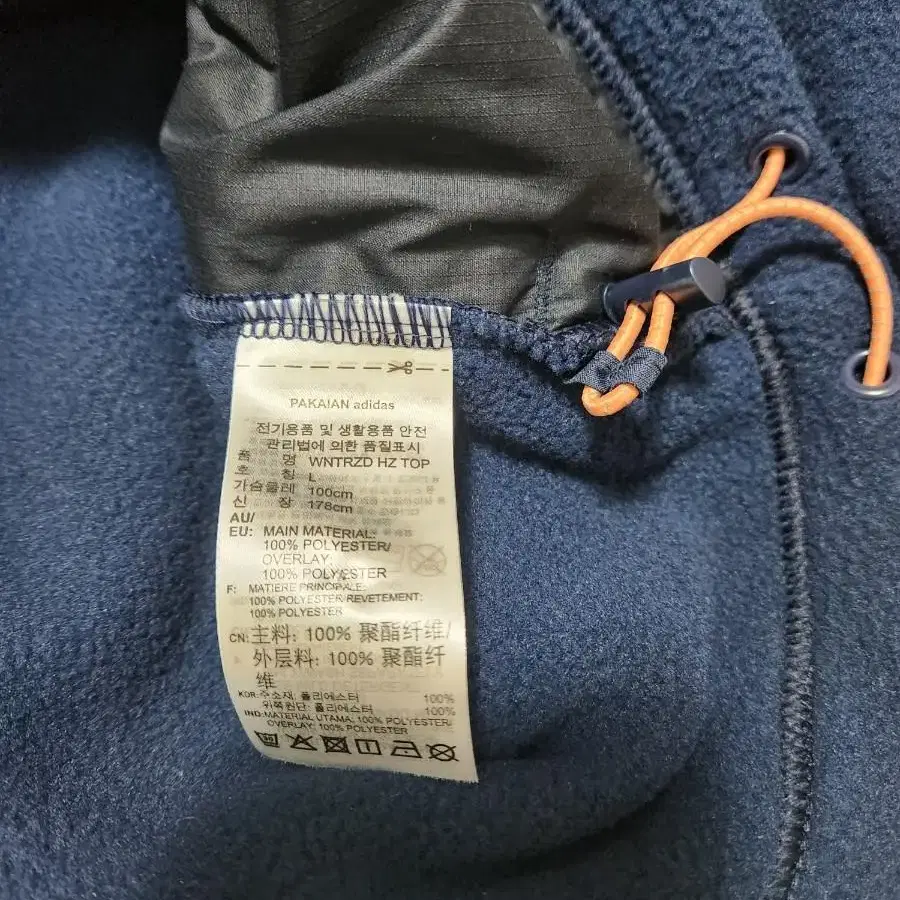 PAKAIAN adidas
전기용품 및 생활용품 안전
관리법에 의한 품질표시
품 명 WNTRZD HZ TOP
호 칭 L
가슴둘레 100cm
신 장 178cm
AU/
EU: MAIN MATERIAL:
100% POLYESTER/
OVERLAY:
100% POLYESTER
F: MATIERE PRINCIPALE:
100% POLYESTER/REVETEMENT:
100% POLYESTER
CN: 主料: 100% 聚酯纤维/
外层料: 100% 聚酯纤
维
KOR: 주소재: 폴리에스터 100%
위쪽원단: 폴리에스터 100%
IND: MATERIAL UTAMA: 100% POLYESTER/
OVERLAY: 100% POLYESTER